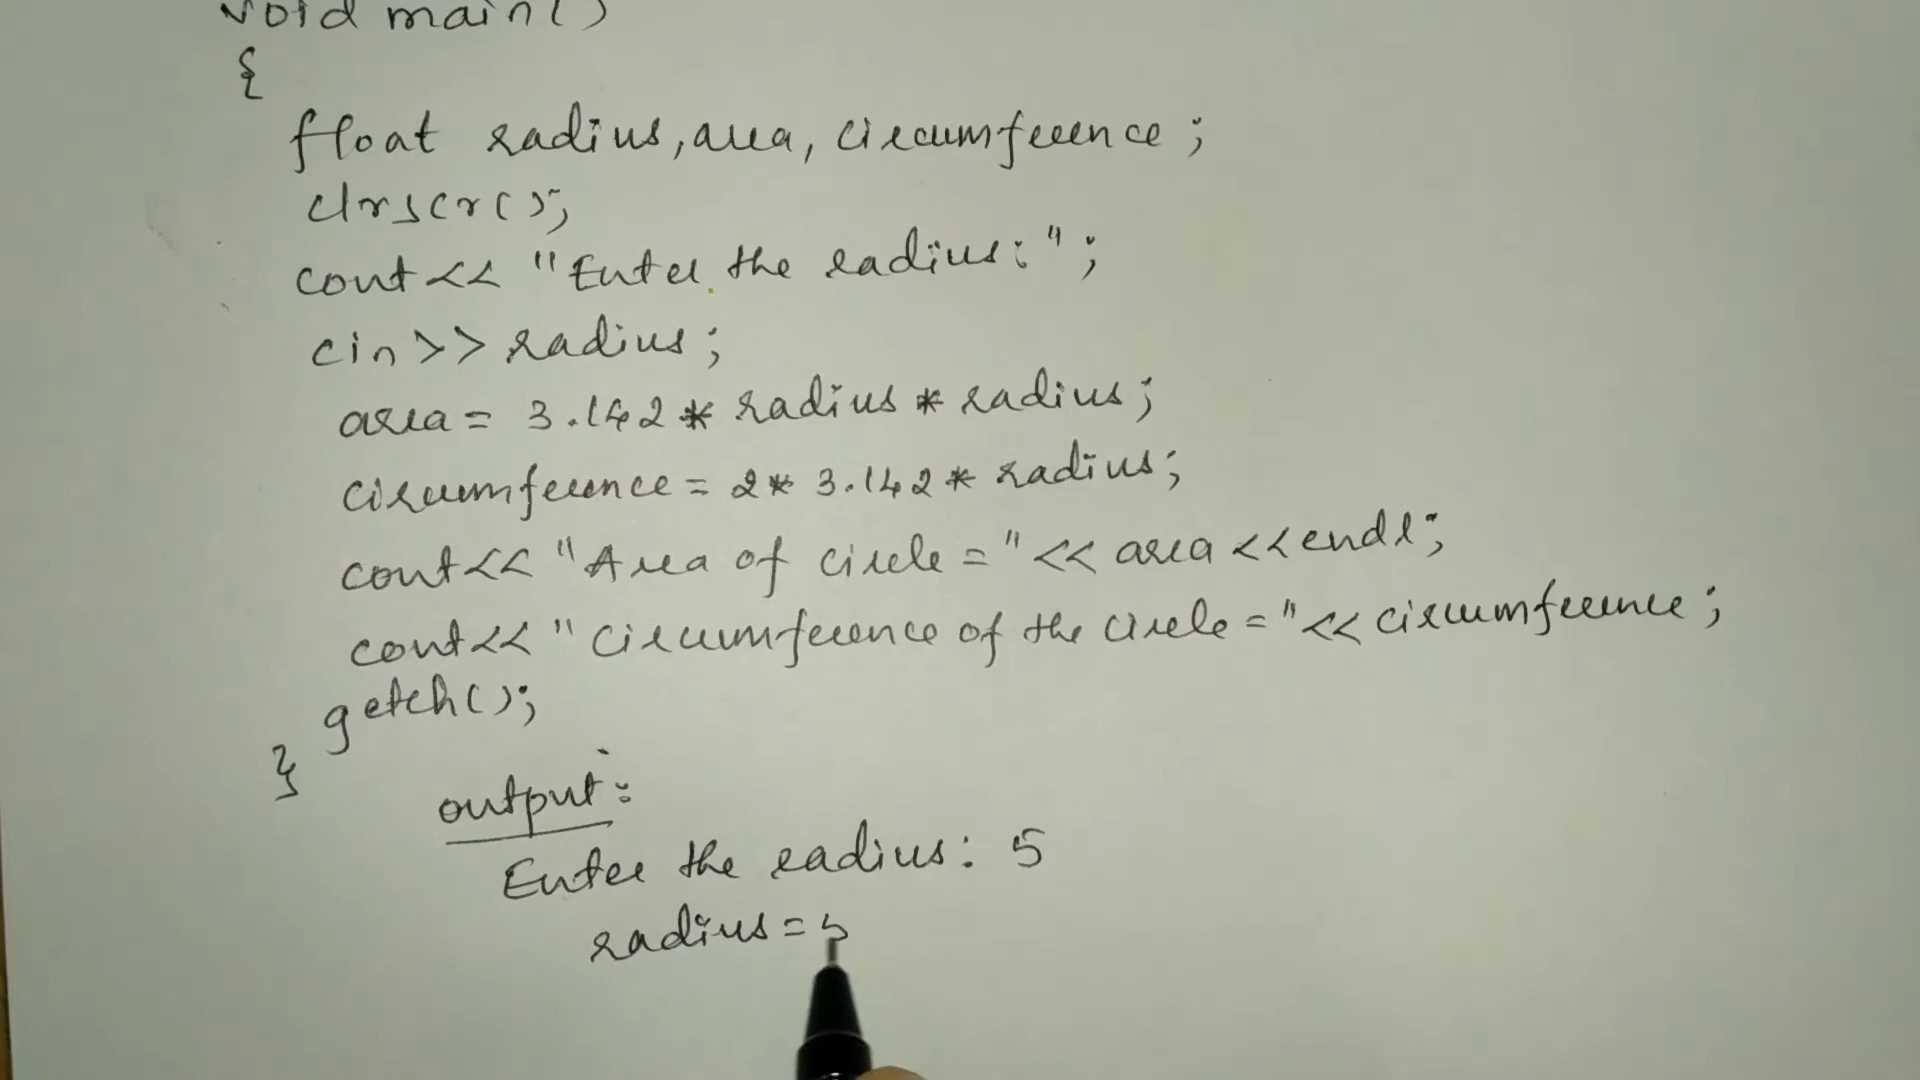 void main()
{
float radius, area, circumference;
clrscr();
cout<< "Enter the radius:";
cin>> radius;
area = 3.142 * radius * radius;
circumference = 2 * 3.142 * radius;
cout<< "Area of circle =" << area <<endl;
cout<< "Circumference of the circle =" << circumference;
getch();
}
output:
Enter the radius: 5
radius = 5